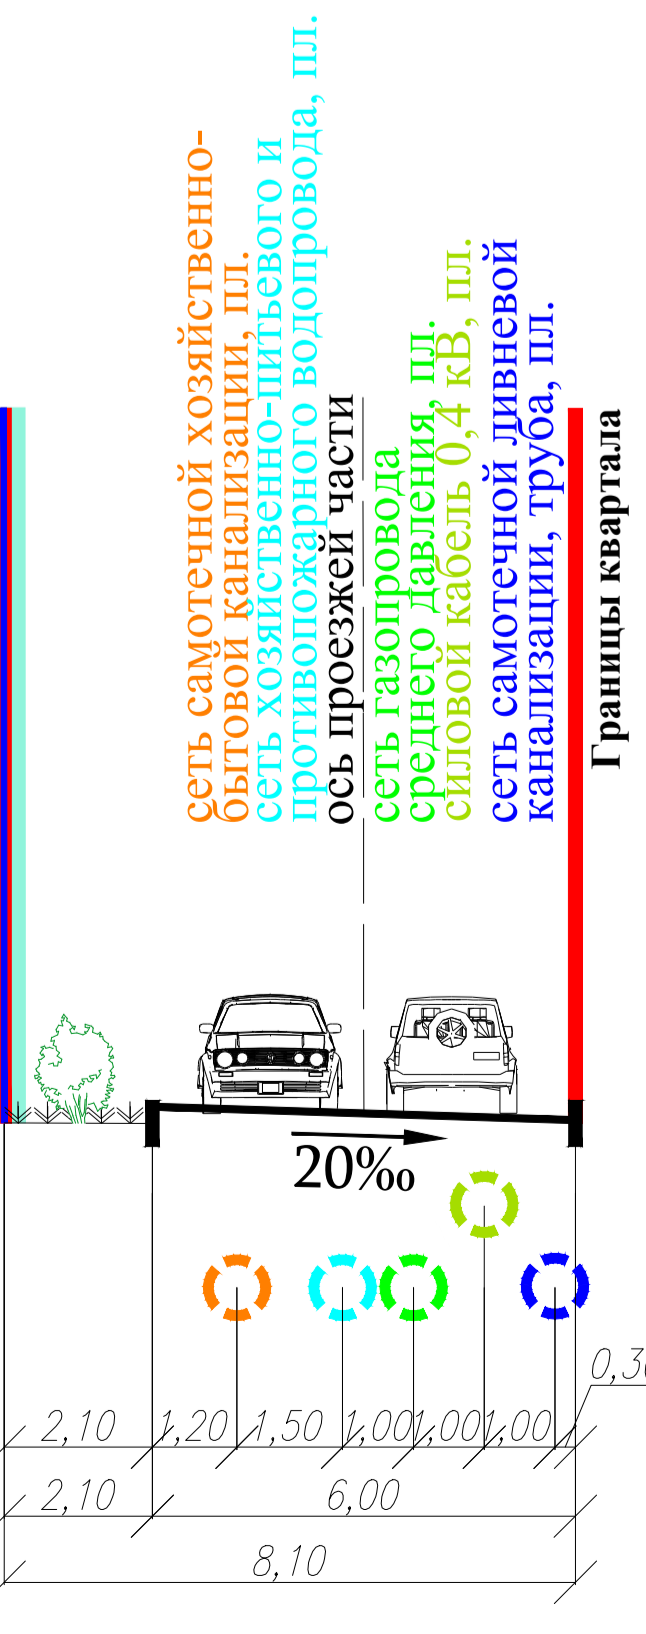 сеть самотечной хозяйственно-
бытовой канализации, пл.
сеть хозяйственно-питьевого и
противопожарного водопровода, пл.
ось проезжей части
сеть газопровода
среднего давления, пл.
силовой кабель 0,4 кВ, пл.
сеть самотечной ливневой
канализации, труба, пл.
Границы квартала
20‰
2,10
1,20
1,50
1,00
1,00
1,00
2,10
6,00
8,10